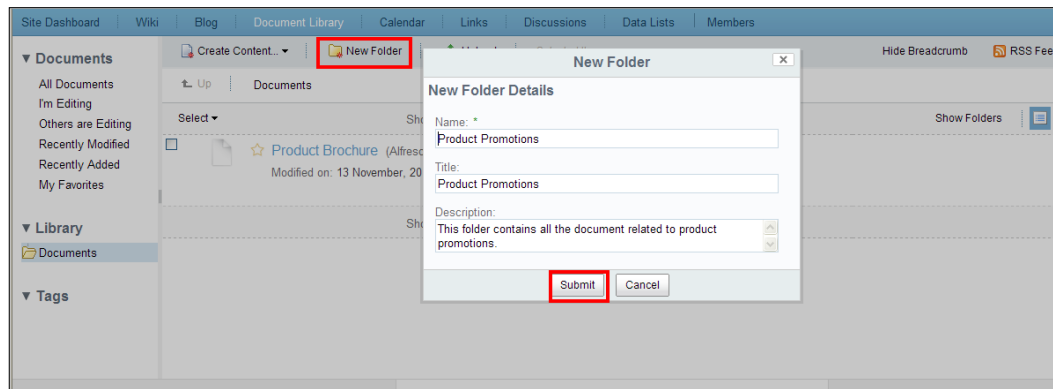 Site Dashboard Wiki Blog Document Library Calendar Links Discussions Data Lists Members
Create Content... New Folder Hide Breadcrumb RSS Fee
Up Documents
Select Sho Show Folders
Product Brochure (Alfresc
Modified on: 13 November, 20
Sho
Documents
All Documents
I'm Editing
Others are Editing
Recently Modified
Recently Added
My Favorites
Library
Documents
Tags
New Folder
New Folder Details
Name: *
Product Promotions
Title:
Product Promotions
Description:
This folder contains all the document related to product
promotions.
Submit Cancel